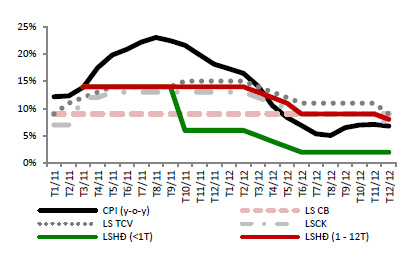 25%
20%
15%
10%
5%
0%
T1/ 11
T2/ 11
T3/ 11
T4/ 11
T5/ 11
T6/ 11
T7/ 11
T8/ 11
T9/ 11
T10/ 11
T11/ 11
T12/ 11
T1/ 12
T2/ 12
T3/ 12
T4/ 12
T5/ 12
T6/ 12
T7/ 12
T8/ 12
T9/ 12
T10/ 12
T11/ 12
T12/ 12
CPI (y-o-y)
LS CB
LS TCV
LSCK
LSHĐ (<1T)
LSHĐ (1 - 12T)